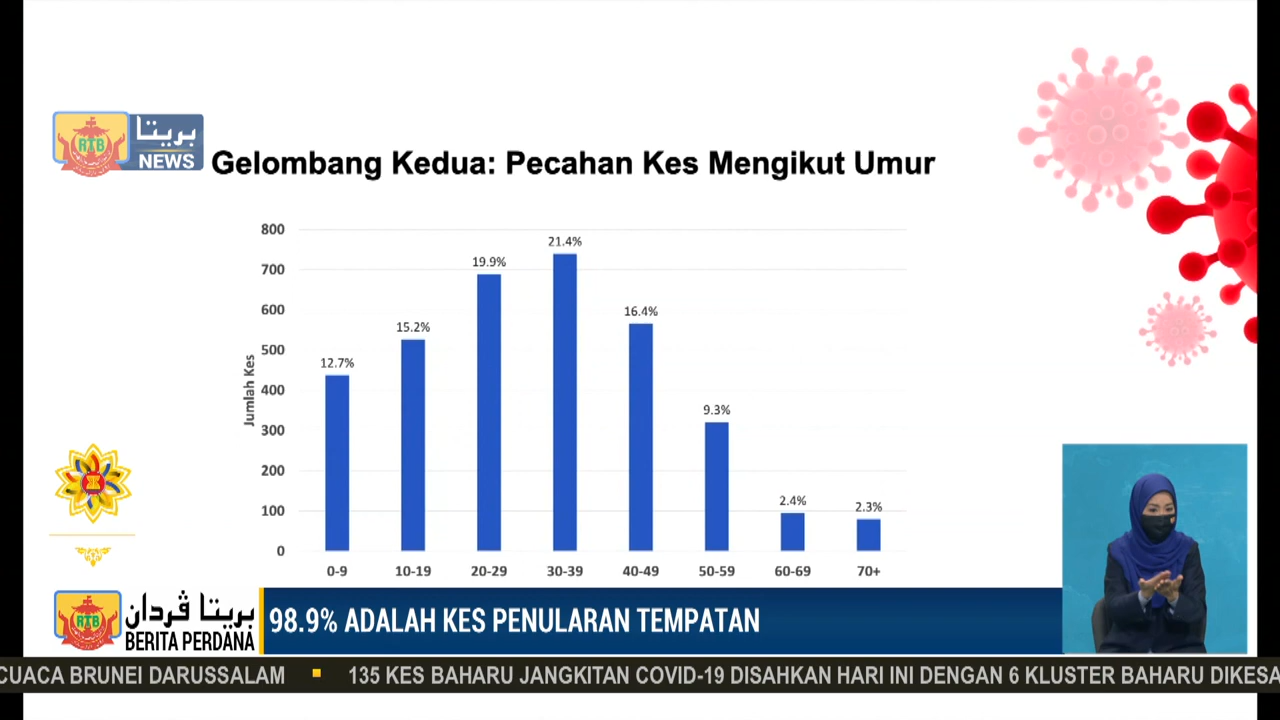 بريتا
RTB
NEWS
Gelombang Kedua: Pecahan Kes Mengikut Umur
Jumlah Kes
800
700
600
500
400
300
200
100
0
12.7%
15.2%
19.9%
21.4%
16.4%
9.3%
2.4%
2.3%
0-9
10-19
20-29
30-39
40-49
50-59
60-69
70+
RTB
بريتا ڤردان
BERITA PERDANA
98.9% ADALAH KES PENULARAN TEMPATAN
CUACA BRUNEI DARUSSALAM
135 KES BAHARU JANGKITAN COVID-19 DISAHKAN HARI INI DENGAN 6 KLUSTER BAHARU DIKESA